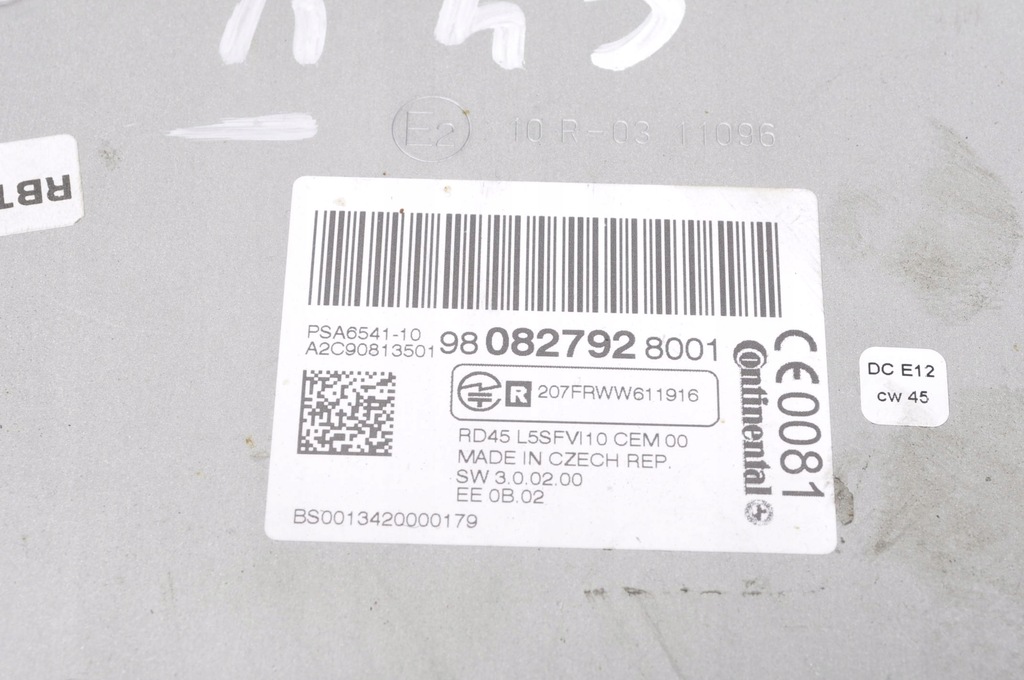 E2 10 R-03 11096
RB
PSA6541-10
A2C90813501
98 082792 8001
R 207FRWW611916
RD45 L5SFVI10 CEM 00
MADE IN CZECH REP.
SW 3.0.02.00
EE 0B.02
BS0013420000179
Continental
CE0081
DC E12
cw 45